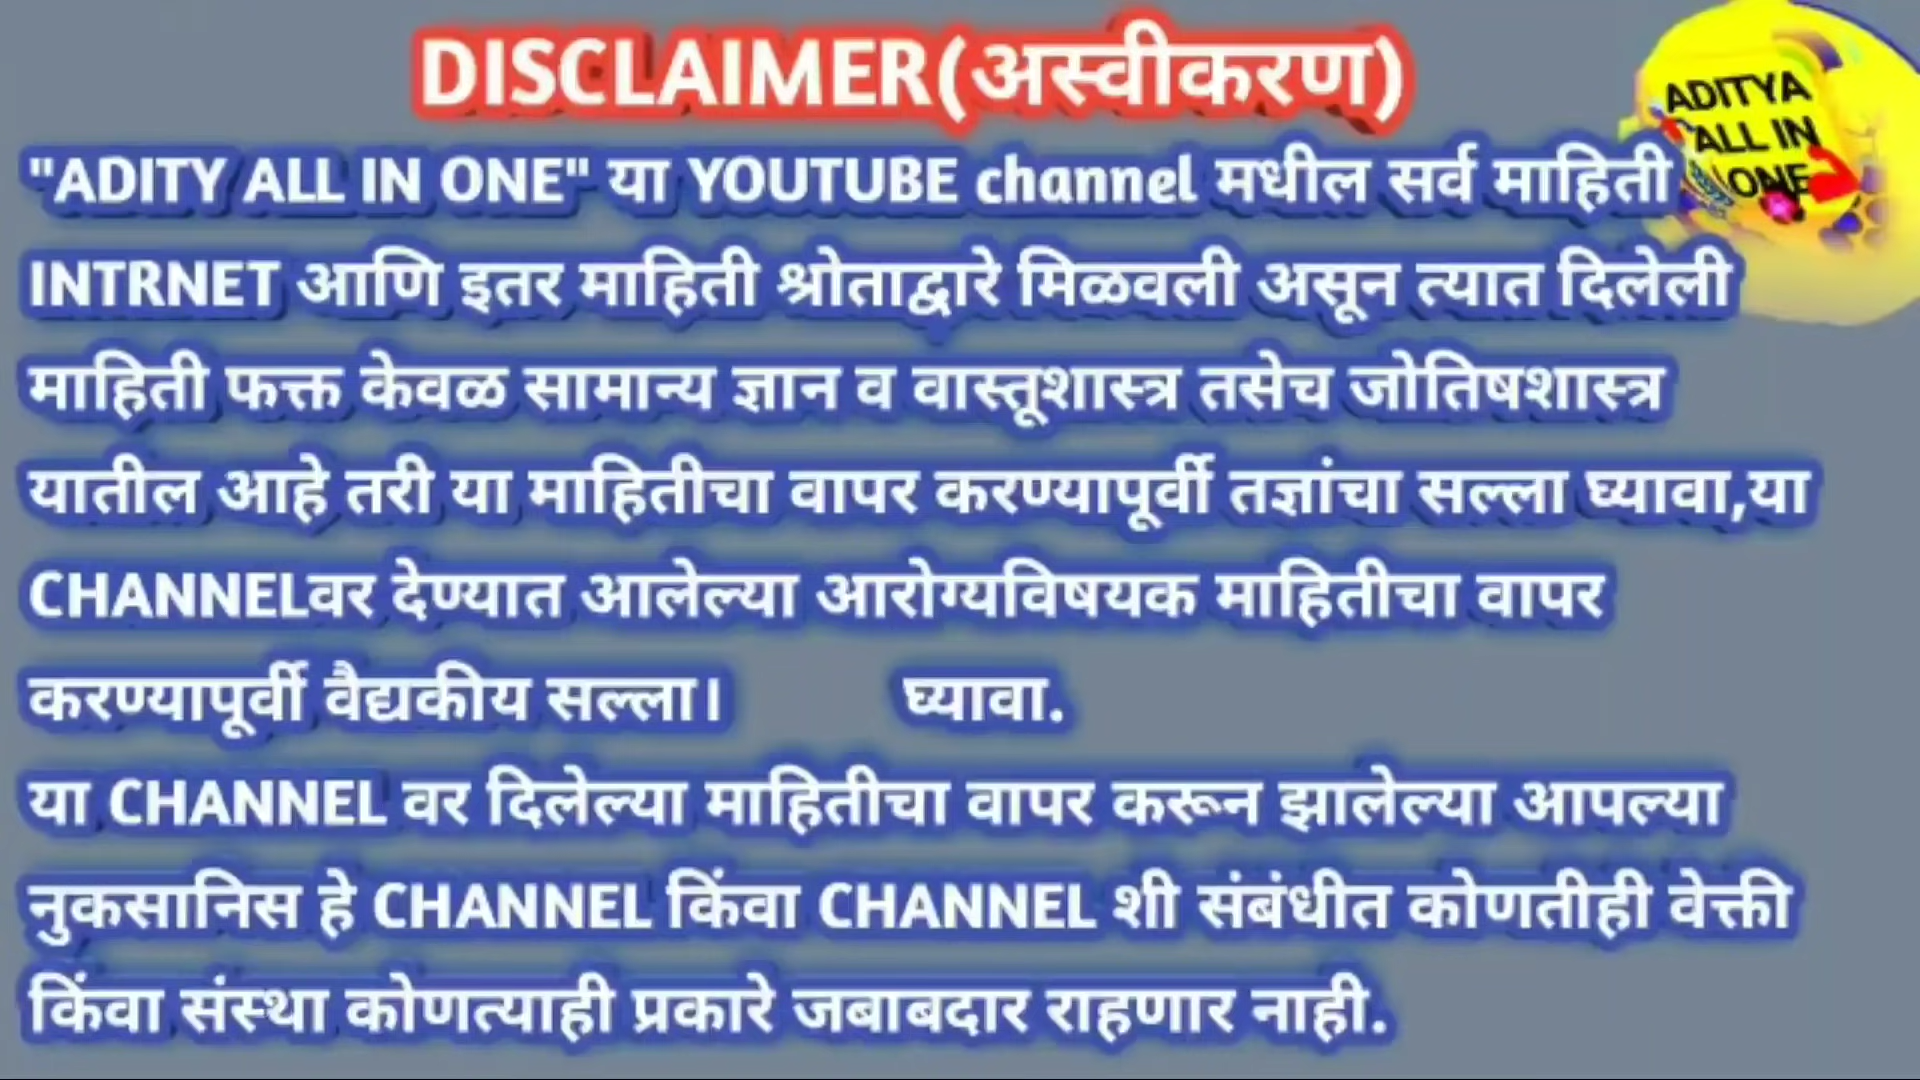 DISCLAIMER(अस्वीकरण)
ADITYA
ALL IN
ONE
"ADITY ALL IN ONE" या YOUTUBE channel मधील सर्व माहिती
INTRNET आणि इतर माहिती श्रोताद्वारे मिळवली असून त्यात दिलेली
माहिती फक्त केवळ सामान्य ज्ञान व वास्तूशास्त्र तसेच जोतिषशास्त्र
यातील आहे तरी या माहितीचा वापर करण्यापूर्वी तज्ञांचा सल्ला घ्यावा,या
CHANNELवर देण्यात आलेल्या आरोग्यविषयक माहितीचा वापर
करण्यापूर्वी वैद्यकीय सल्ला। घ्यावा.
या CHANNEL वर दिलेल्या माहितीचा वापर करून झालेल्या आपल्या
नुकसानिस हे CHANNEL किंवा CHANNEL शी संबंधीत कोणतीही वेक्ती
किंवा संस्था कोणत्याही प्रकारे जबाबदार राहणार नाही.